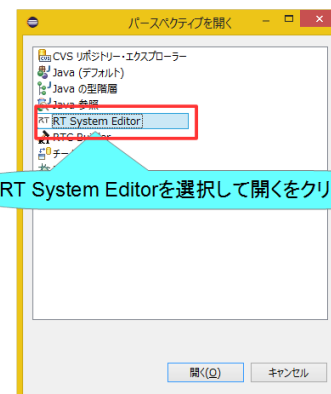 パースペクティブを開く
CVS リポジトリー・エクスプローラー
Java (デフォルト)
Java の型階層
Java 参照
RT System Editor
RT System Editorを選択して開くをクリ
開く(O)
キャンセル